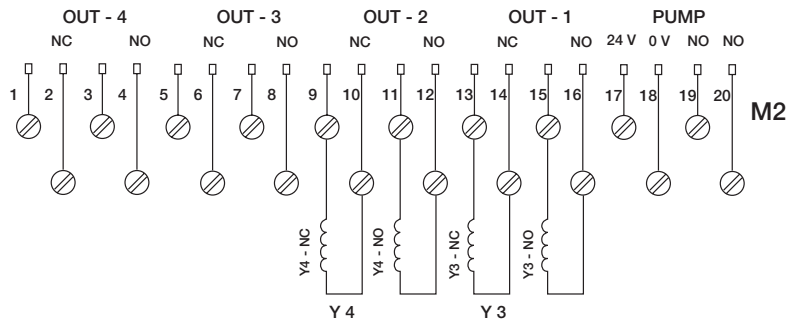 OUT - 4 OUT - 3 OUT - 2 OUT - 1 PUMP
NC NO NC NO NC NO NC NO 24 V 0 V NO NO
1 2 3 4 5 6 7 8 9 10 11 12 13 14 15 16 17 18 19 20
M2
Y4 - NC
Y4 - NO
Y3 - NC
Y3 - NO
Y 4 Y 3